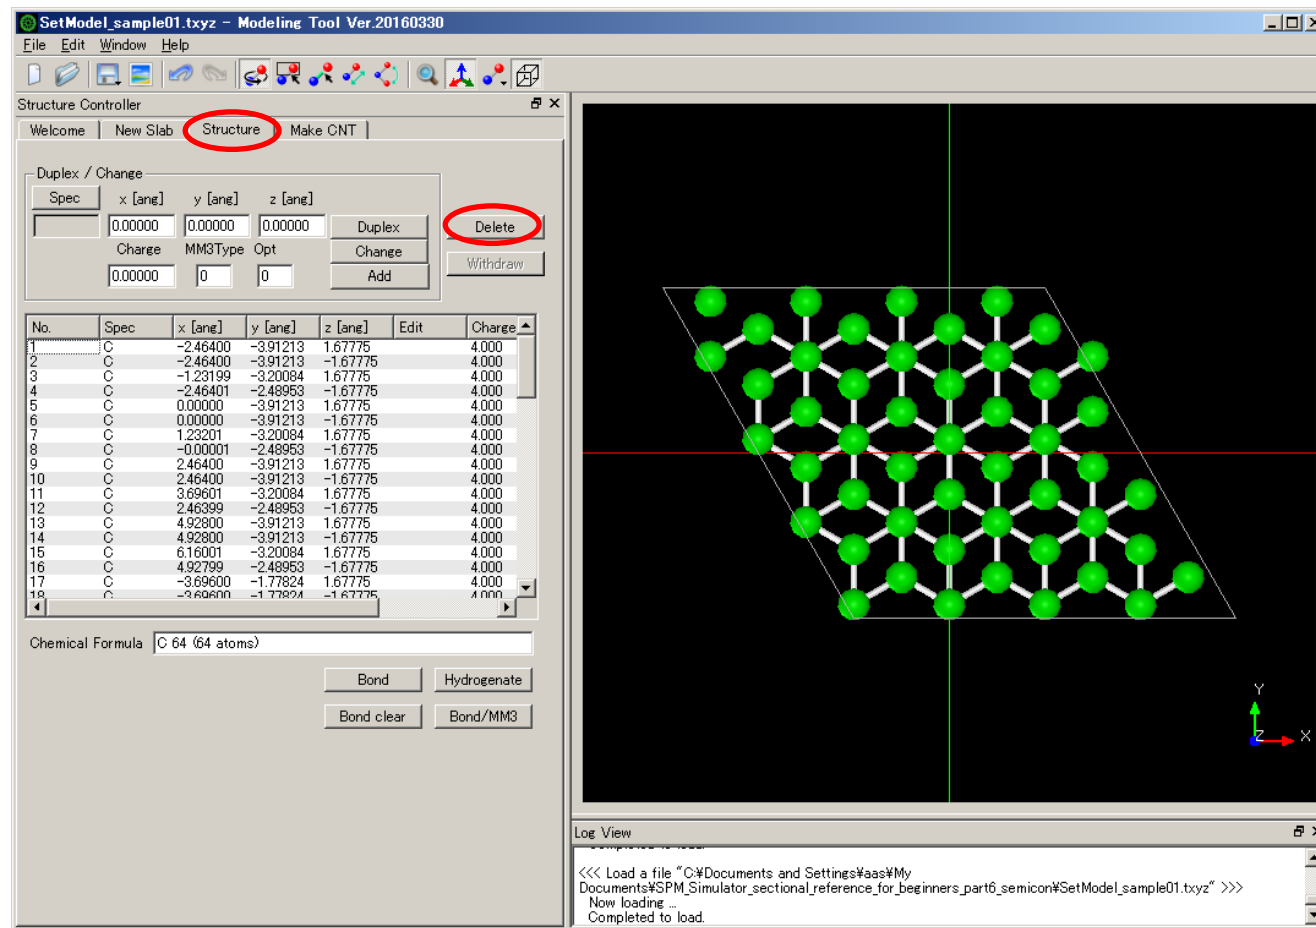 SetModel_sample01.txyz - Modeling Tool Ver.20160330
File Edit Window Help
Structure Controller
Welcome New Slab Structure Make CNT
Duplex / Change
Spec x [ang] y [ang] z [ang]
0.00000 0.00000 0.00000 Duplex Delete
Charge MM3Type Opt Change
Withdraw
0.00000 0 0 Add
No. Spec x [ang] y [ang] z [ang] Edit Charge
1 C -2.46400 -3.91213 1.67775 4.000
2 C -2.46400 -3.91213 -1.67775 4.000
3 C -1.23199 -3.20084 1.67775 4.000
4 C -2.46401 -2.48953 -1.67775 4.000
5 C 0.00000 -3.91213 1.67775 4.000
6 C 0.00000 -3.91213 -1.67775 4.000
7 C 1.23201 -3.20084 1.67775 4.000
8 C -0.00001 -2.48953 -1.67775 4.000
9 C 2.46400 -3.91213 1.67775 4.000
10 C 2.46400 -3.91213 -1.67775 4.000
11 C 3.69601 -3.20084 1.67775 4.000
12 C 2.46399 -2.48953 -1.67775 4.000
13 C 4.92800 -3.91213 1.67775 4.000
14 C 4.92800 -3.91213 -1.67775 4.000
15 C 6.16001 -3.20084 1.67775 4.000
16 C 4.92799 -2.48953 -1.67775 4.000
17 C -3.69600 -1.77824 1.67775 4.000
18 C -3.69600 -1.77824 -1.67775 4.000
Chemical Formula C 64 (64 atoms)
Bond Hydrogenate
Bond clear Bond/MM3
Y
Z X
Log View
Completed to load.
<<< Load a file "C:¥Documents and Settings¥aas¥My
Documents¥SPM_Simulator_sectional_reference_for_beginners_part6_semicon¥SetModel_sample01.txyz" >>>
Now loading ...
Completed to load.